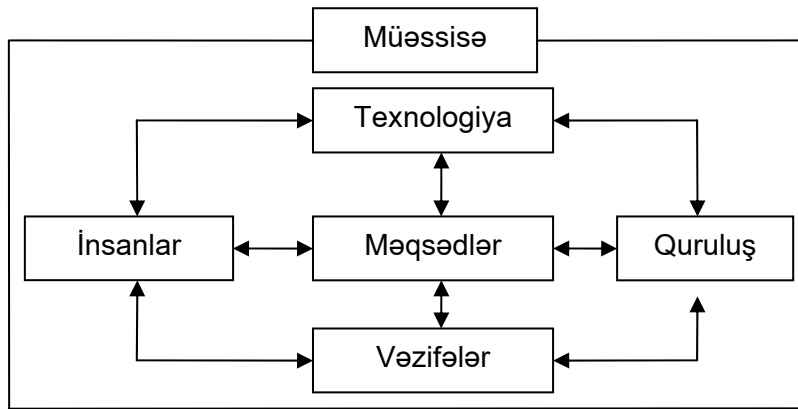 Müəssisə
Texnologiya
İnsanlar
Məqsədlər
Quruluş
Vəzifələr